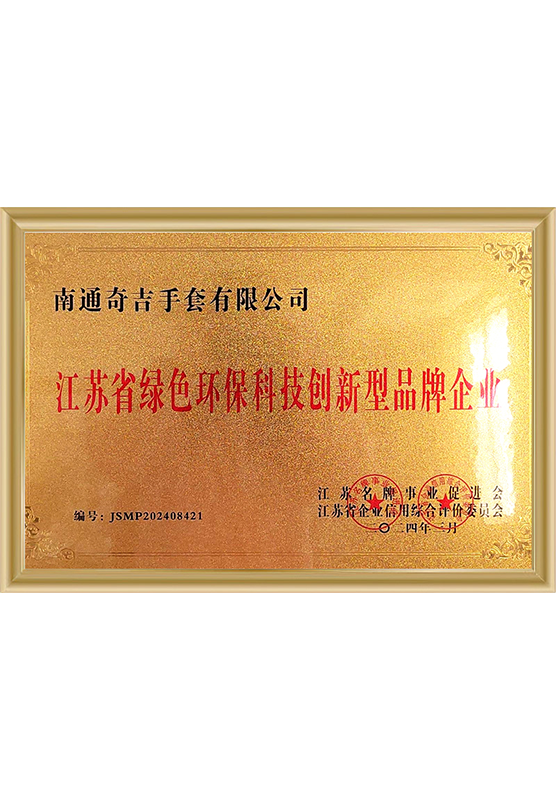 南通奇吉手套有限公司
江苏省绿色环保科技创新型品牌企业
江苏名牌事业促进会
编号：JSMP202408421
江苏省企业信用综合评价委员会
二〇二四年二月